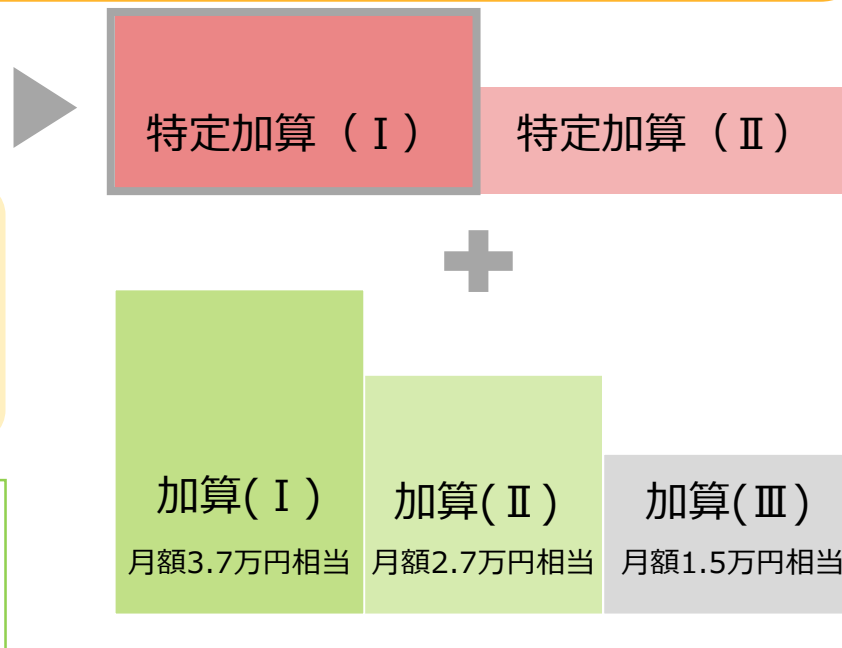 特定加算（Ⅰ）
特定加算（Ⅱ）
加算(Ⅰ)
月額3.7万円相当
加算(Ⅱ)
月額2.7万円相当
加算(Ⅲ)
月額1.5万円相当